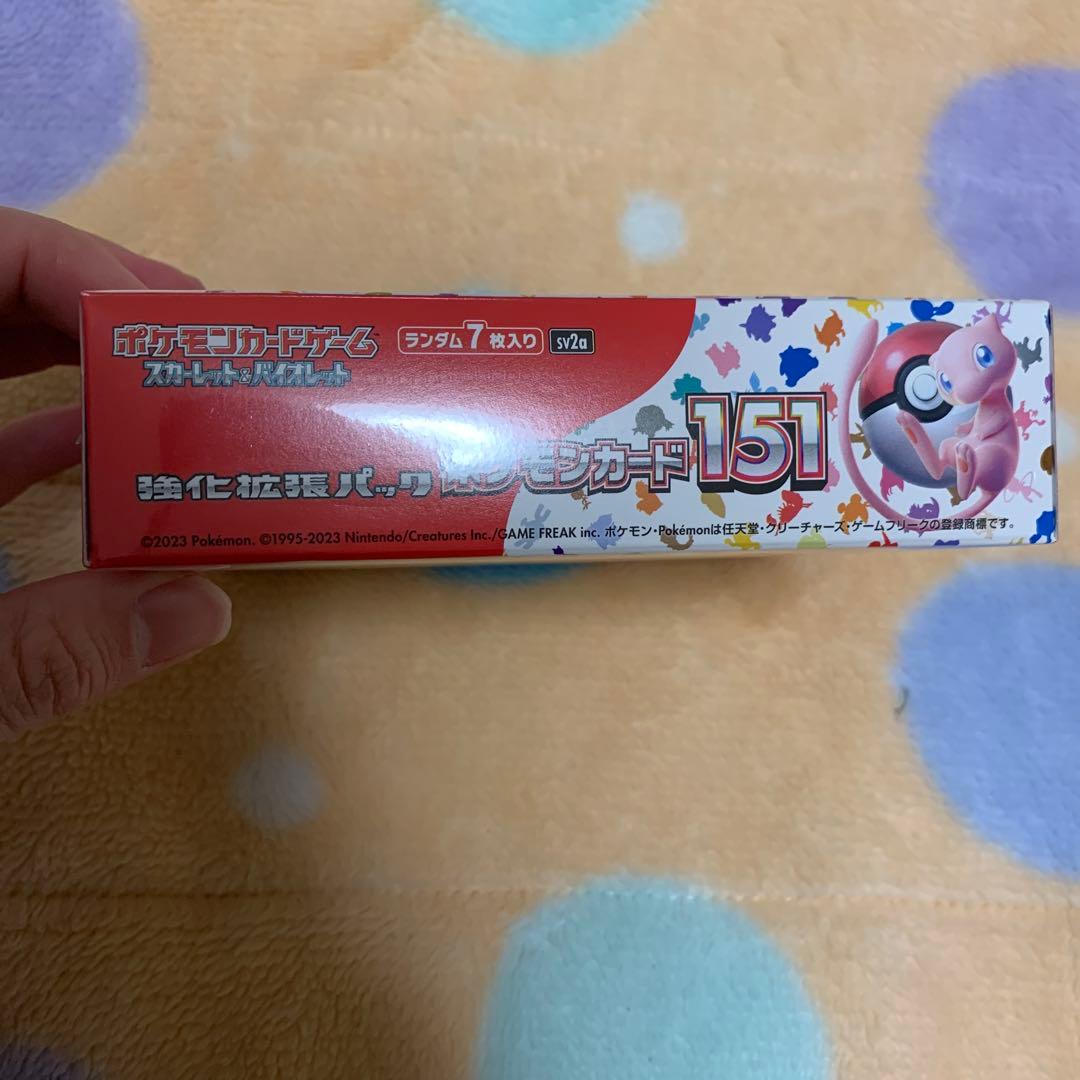 ポケモンカードゲーム
スカーレット&バイオレット
ランダム7枚入り
sv2a
強化拡張パック ポケモンカード151
©2023 Pokémon. ©1995-2023 Nintendo/Creatures Inc./GAME FREAK inc. ポケモン・Pokémonは任天堂・クリーチャーズ・ゲームフリークの登録商標です。